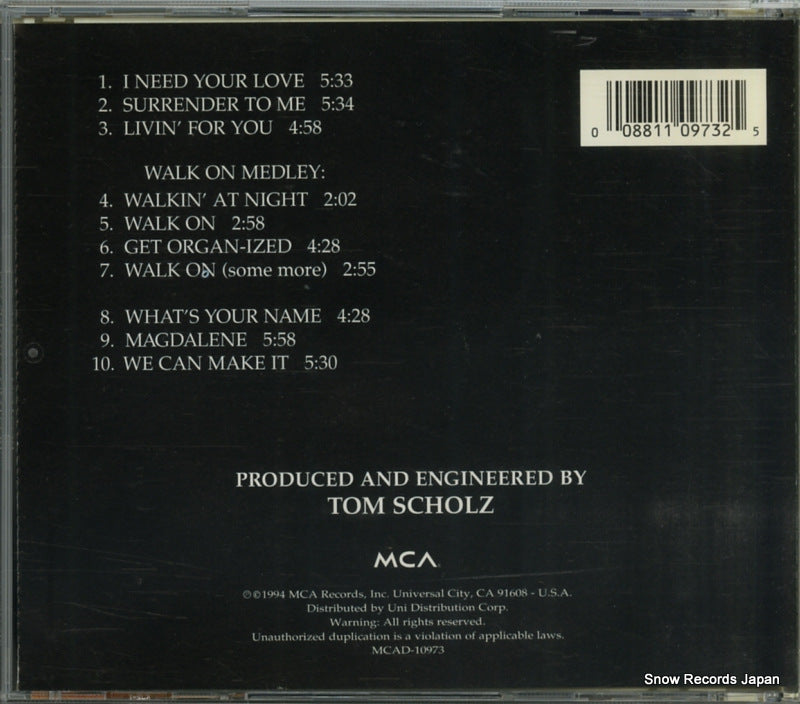 1. I NEED YOUR LOVE 5:33
2. SURRENDER TO ME 5:34
3. LIVIN' FOR YOU 4:58
WALK ON MEDLEY:
4. WALKIN' AT NIGHT 2:02
5. WALK ON 2:58
6. GET ORGAN-IZED 4:28
7. WALK ON (some more) 2:55
8. WHAT'S YOUR NAME 4:28
9. MAGDALENE 5:58
10. WE CAN MAKE IT 5:30
0 08811 09732 5
PRODUCED AND ENGINEERED BY
TOM SCHOLZ
MCA
℗©1994 MCA Records, Inc. Universal City, CA 91608 - U.S.A.
Distributed by Uni Distribution Corp.
Warning: All rights reserved.
Unauthorized duplication is a violation of applicable laws.
MCAD-10973
Snow Records Japan